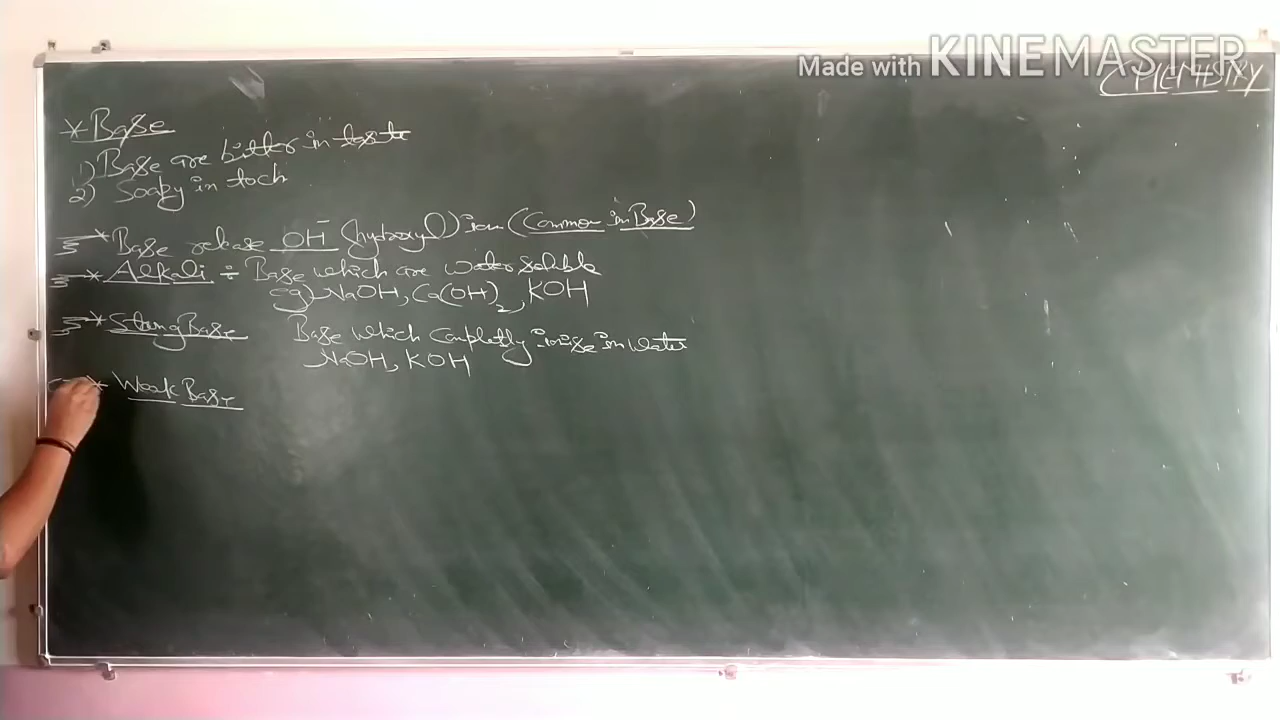 Made with KINEMASTER
CHEMISTRY
* Base
1) Base are bitter in taste
2) Soapy in toch
* Base release OH⁻ (hydroxyl) ion (Common in Base)
* Alkali ÷ Base which are water soluble
eg) NaOH, Ca(OH)₂, KOH
* Strong Base Base which completly ionise in water
NaOH, KOH
* Weak Base